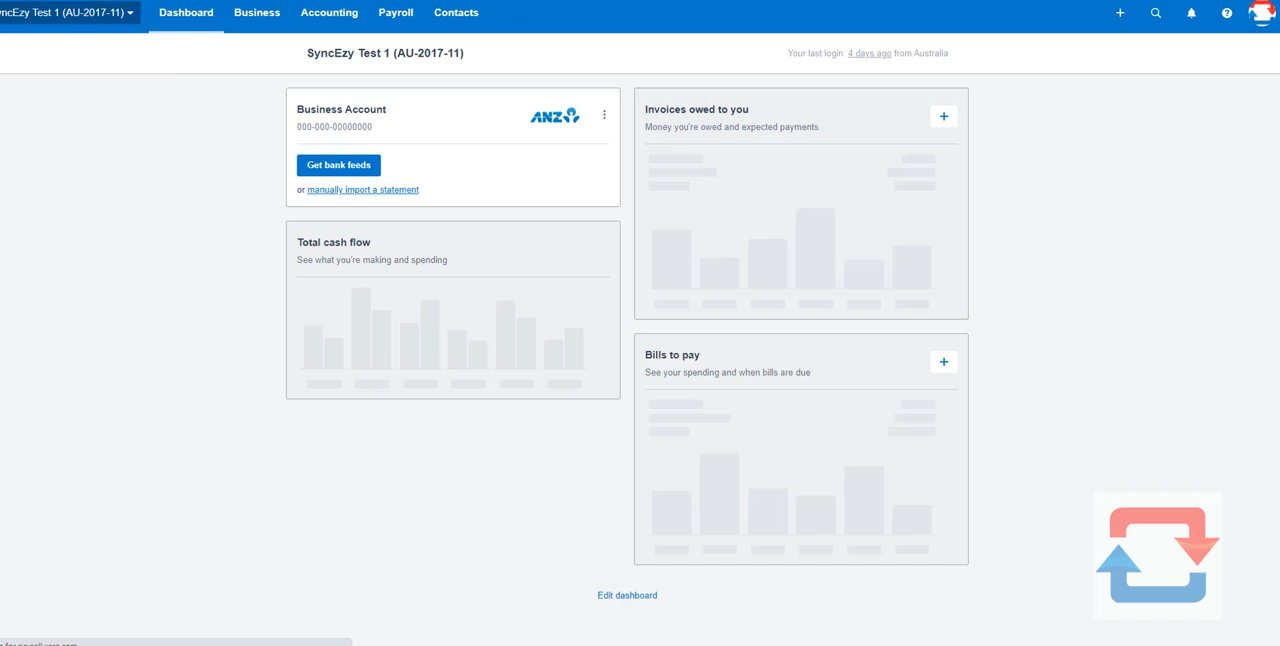 ncEzy Test 1 (AU-2017-11)
Dashboard
Business
Accounting
Payroll
Contacts
SyncEzy Test 1 (AU-2017-11)
Your last login: 4 days ago from Australia
Business Account
000-000-00000000
ANZ
Get bank feeds
or manually import a statement
Total cash flow
See what you're making and spending
Invoices owed to you
Money you're owed and expected payments
Bills to pay
See your spending and when bills are due
Edit dashboard